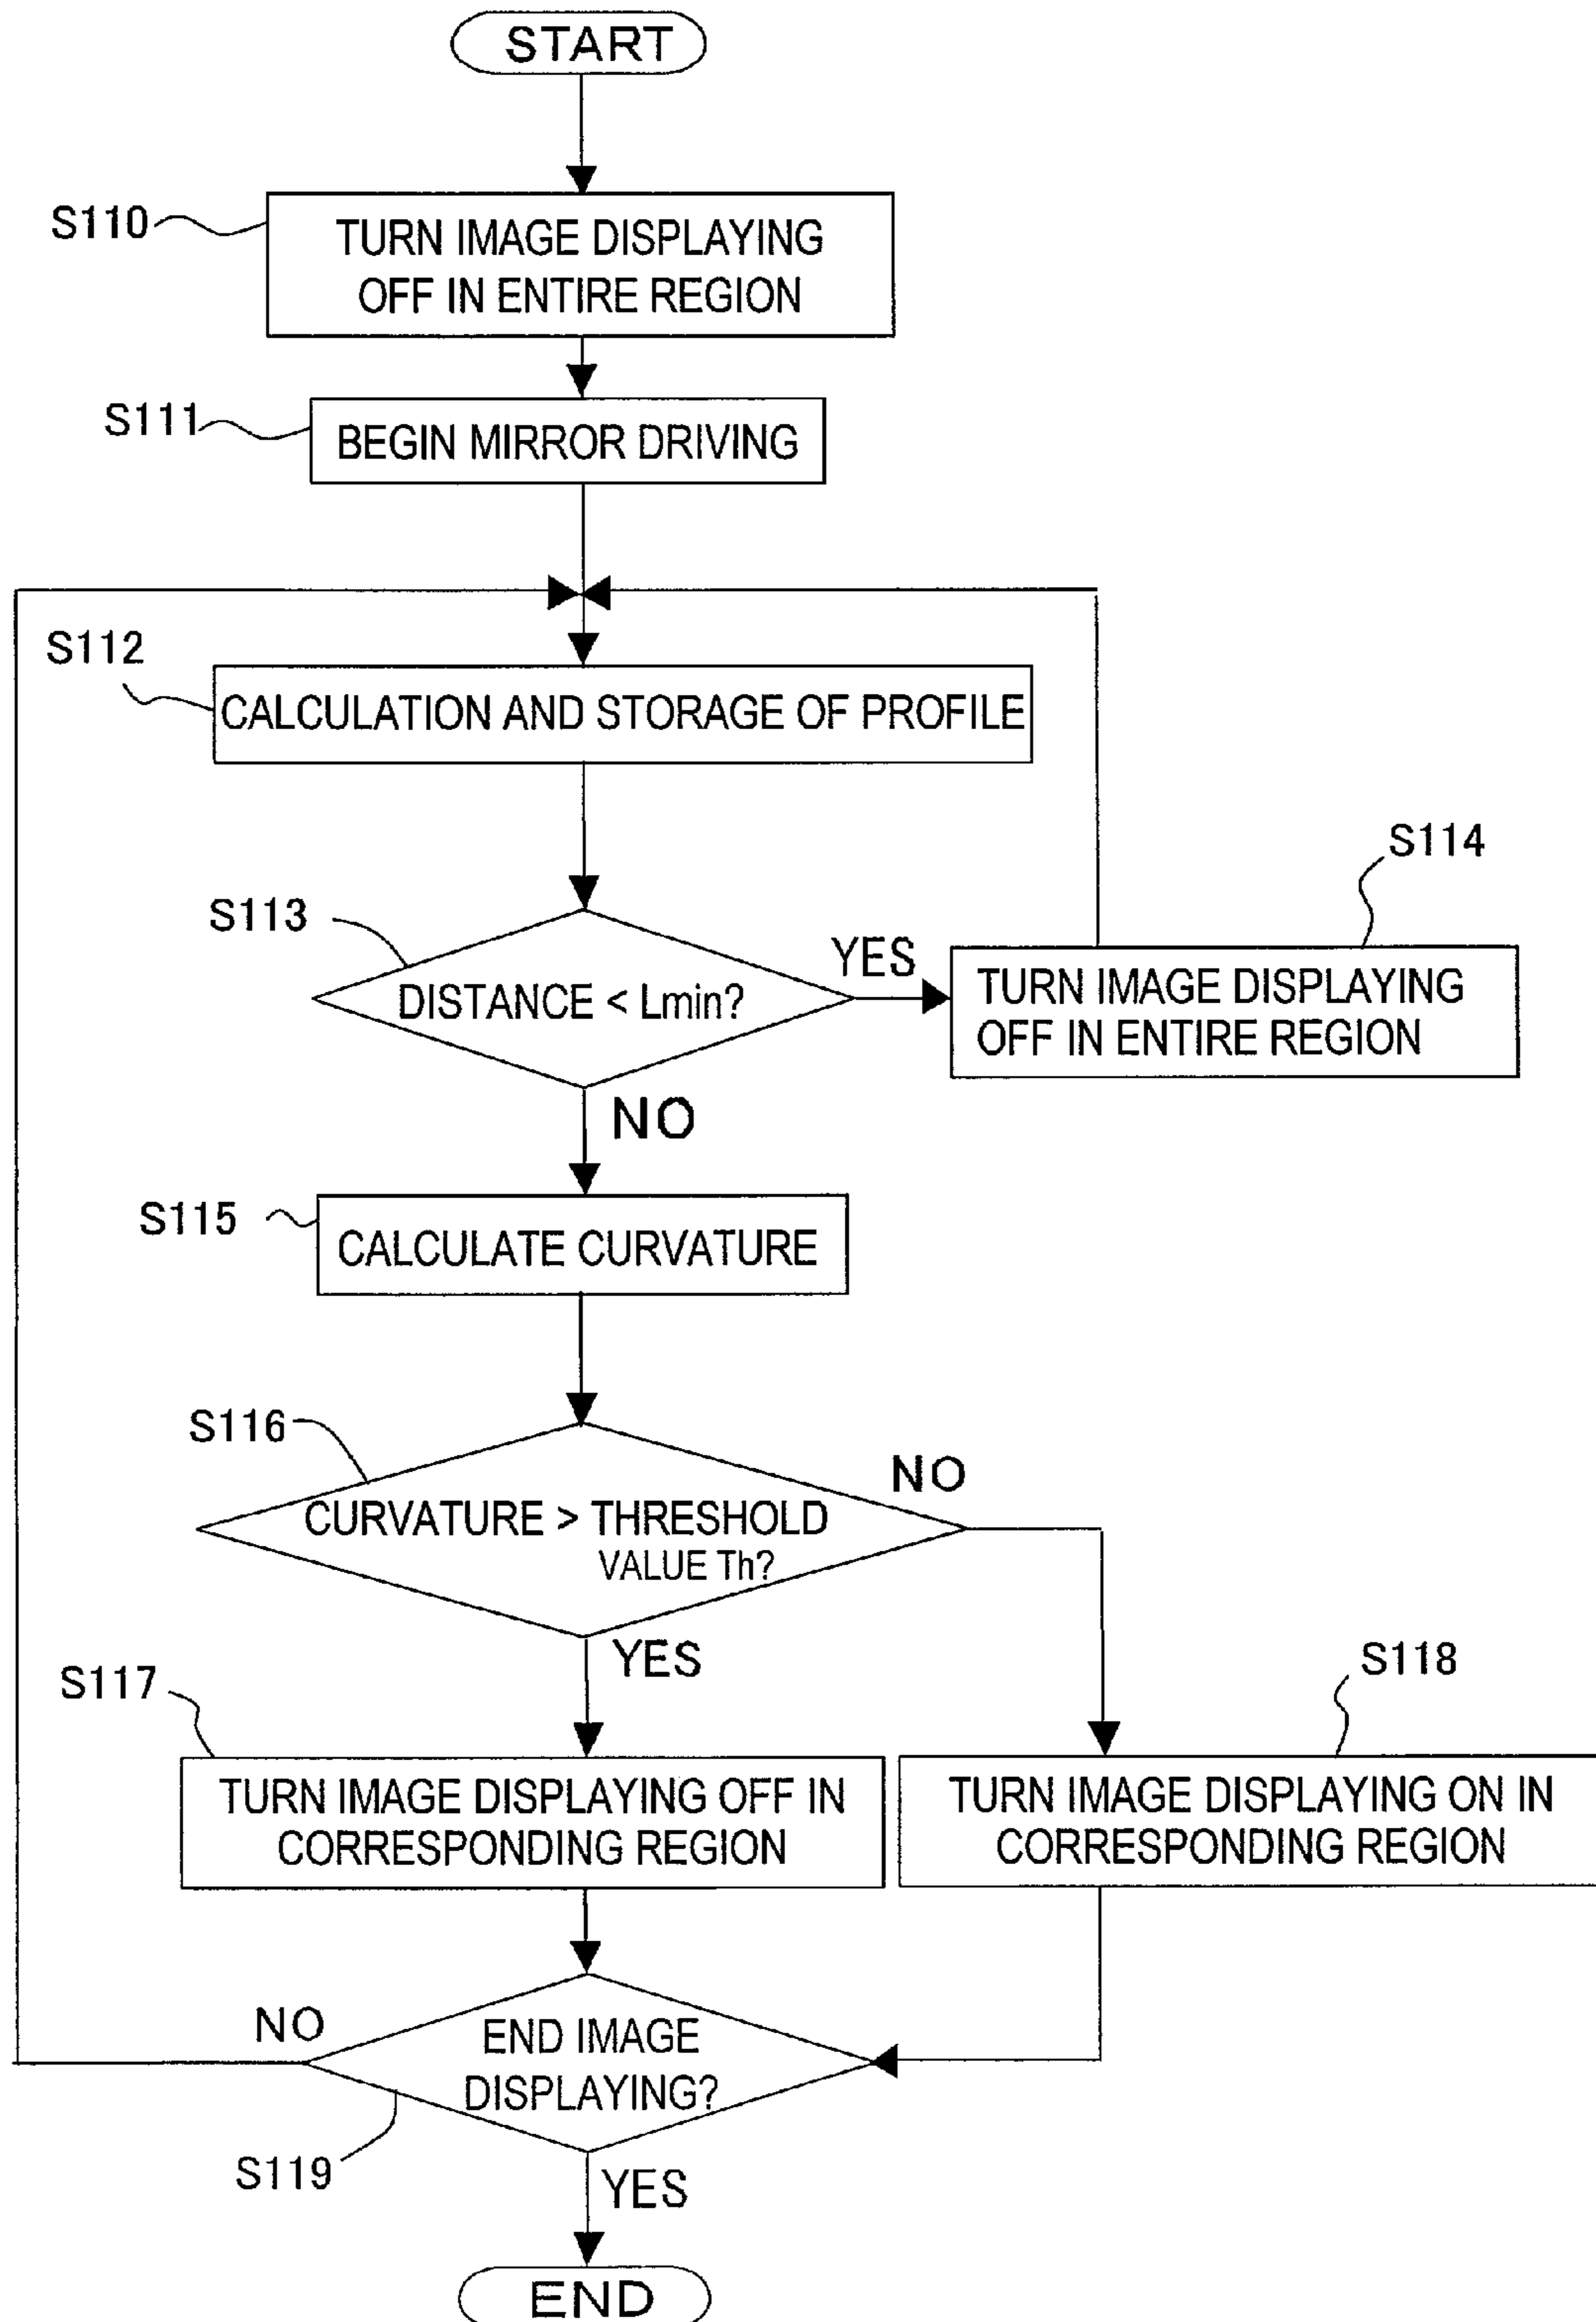 START
S110
TURN IMAGE DISPLAYING
OFF IN ENTIRE REGION
S111
BEGIN MIRROR DRIVING
S112
CALCULATION AND STORAGE OF PROFILE
S113
DISTANCE < Lmin?
YES
S114
TURN IMAGE DISPLAYING
OFF IN ENTIRE REGION
NO
S115
CALCULATE CURVATURE
S116
CURVATURE > THRESHOLD
VALUE Th?
NO
YES
S117
TURN IMAGE DISPLAYING OFF IN
CORRESPONDING REGION
S118
TURN IMAGE DISPLAYING ON IN
CORRESPONDING REGION
NO
END IMAGE
DISPLAYING?
S119
YES
END